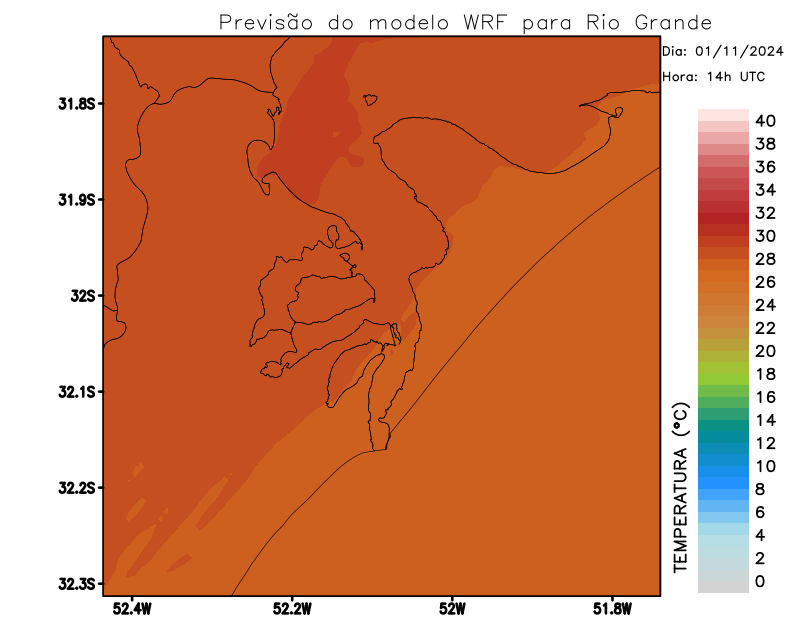 Previsão do modelo WRF para Rio Grande
Dia: 01/11/2024
Hora: 14h UTC
31.8S
31.9S
32S
32.1S
32.2S
32.3S
52.4W
52.2W
52W
51.8W
TEMPERATURA (°C)
40
38
36
34
32
30
28
26
24
22
20
18
16
14
12
10
8
6
4
2
0